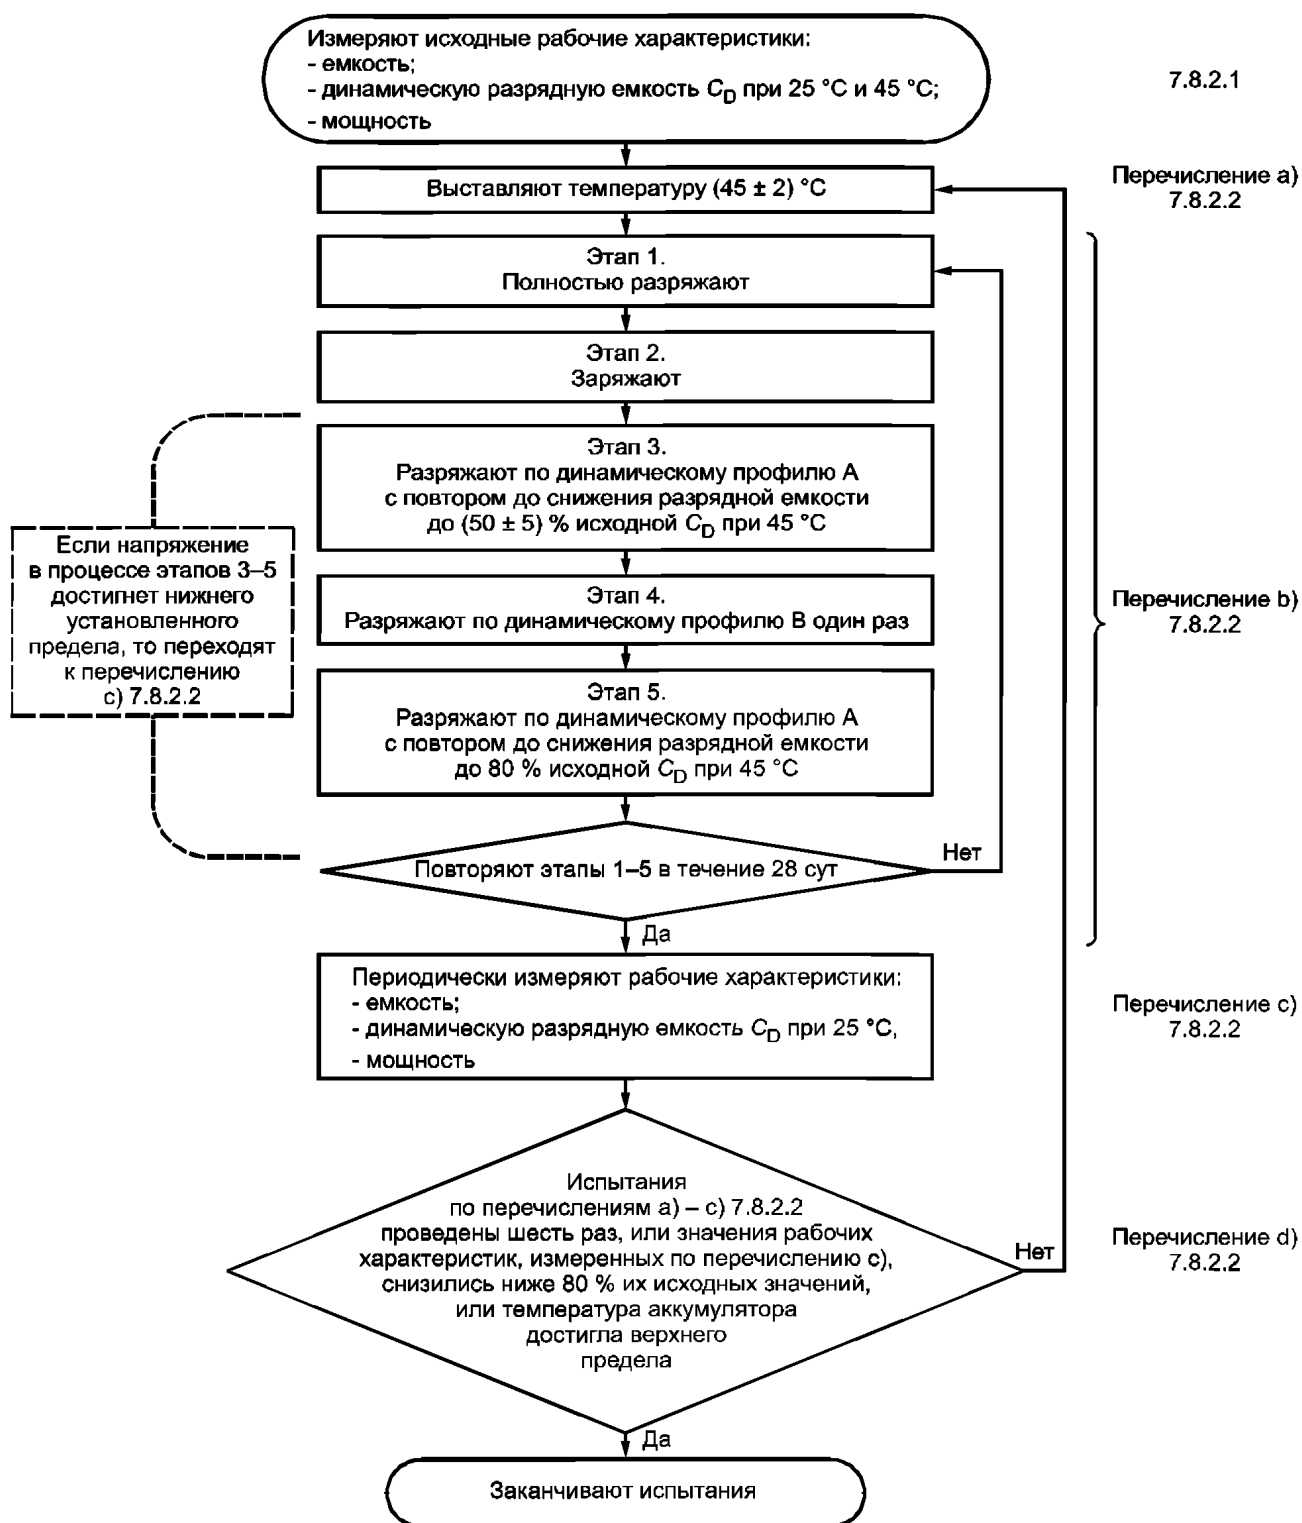 Измеряют исходные рабочие характеристики:
- емкость;
- динамическую разрядную емкость CD при 25 °C и 45 °C;
- мощность
7.8.2.1
Выставляют температуру (45 ± 2) °C
Перечисление a)
7.8.2.2
Этап 1.
Полностью разряжают
Этап 2.
Заряжают
Этап 3.
Разряжают по динамическому профилю A
с повтором до снижения разрядной емкости
до (50 ± 5) % исходной CD при 45 °C
Если напряжение
в процессе этапов 3–5
достигнет нижнего
установленного
предела, то переходят
к перечислению
c) 7.8.2.2
Этап 4.
Разряжают по динамическому профилю B один раз
Перечисление b)
7.8.2.2
Этап 5.
Разряжают по динамическому профилю A
с повтором до снижения разрядной емкости
до 80 % исходной CD при 45 °C
Повторяют этапы 1–5 в течение 28 сут
Нет
Да
Периодически измеряют рабочие характеристики:
- емкость;
- динамическую разрядную емкость CD при 25 °C,
- мощность
Перечисление c)
7.8.2.2
Испытания
по перечислениям a) – c) 7.8.2.2
проведены шесть раз, или значения рабочих
характеристик, измеренных по перечислению c),
снизились ниже 80 % их исходных значений,
или температура аккумулятора
достигла верхнего
предела
Нет
Перечисление d)
7.8.2.2
Да
Заканчивают испытания